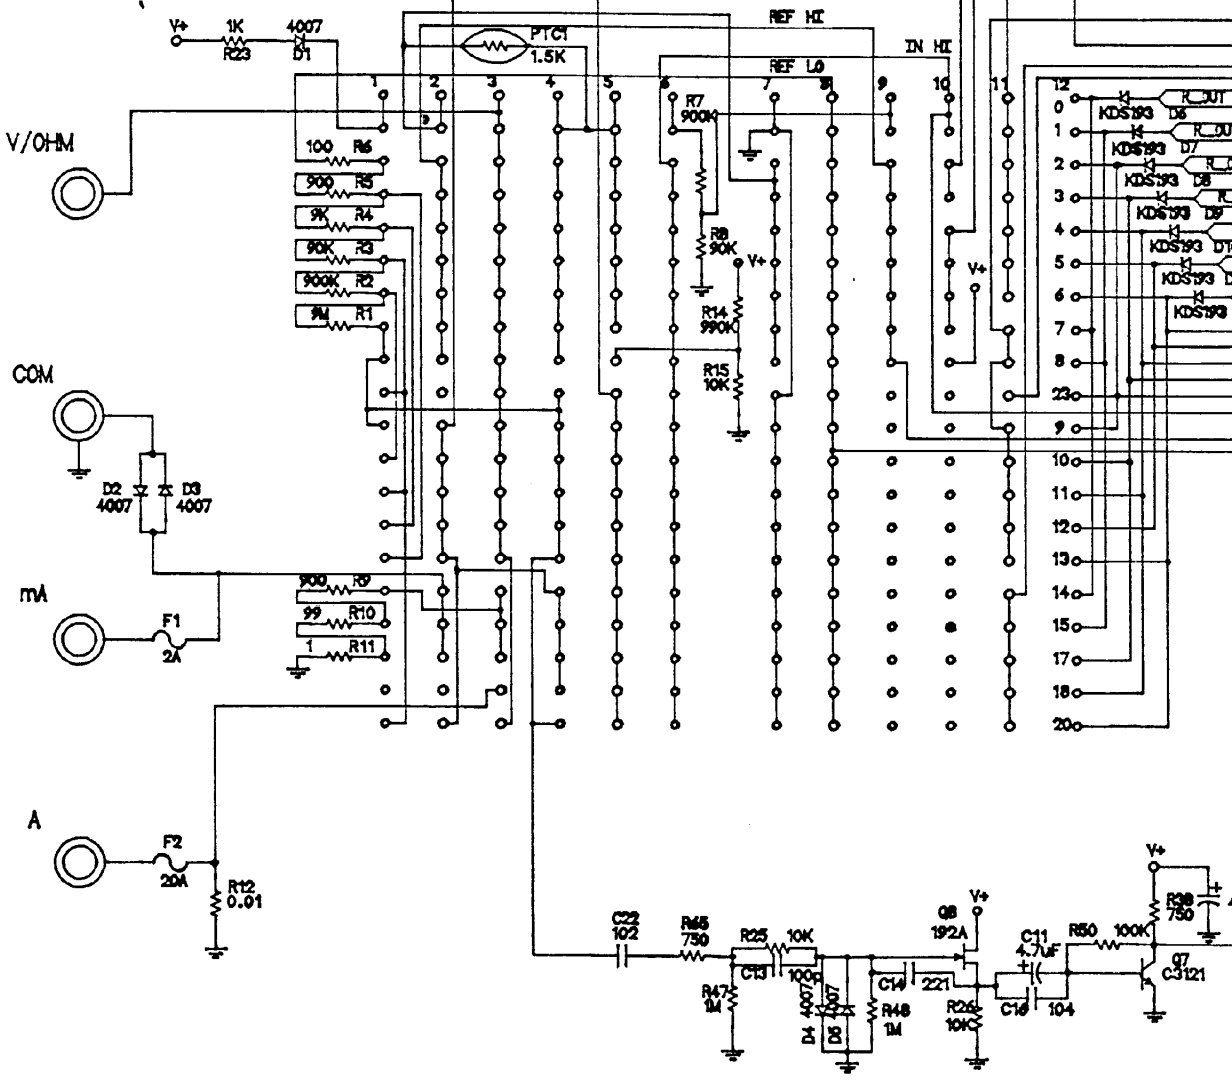 V+ 1K 4007 PTC1 REF HI
R23 D1 1.5K IN HI
REF LO
1 2 3 4 5 6 7 8 9 10 11 12
R7
900K
0 KDS193 D6 R_OUT
V/OHM
1 KDS193 D7
100 R6
2 KDS193 D8
900 R5
3 KDS193 D9
9K R4
4 KDS193
90K R3
5 KDS193
900K R2
6 KDS193
9M R1
7
R8
90K
V+
V+
R14
990K
8
R15
10K
COM
23
9
10
D2 D3
4007 4007
11
12
13
mA
900 R9
14
99 R10
15
F1
2A
1 R11
17
18
20
A
F2
20A
R12
0.01
C22
102
R65
750
R25 10K
C13 100p
R47
1M
D4 4007
D5 4007
C14 221
R48
1M
Q8
192A
V+
R26
10K
C11
4.7uF
C16 104
R50 100K
V+
R38
750
Q7
C3121